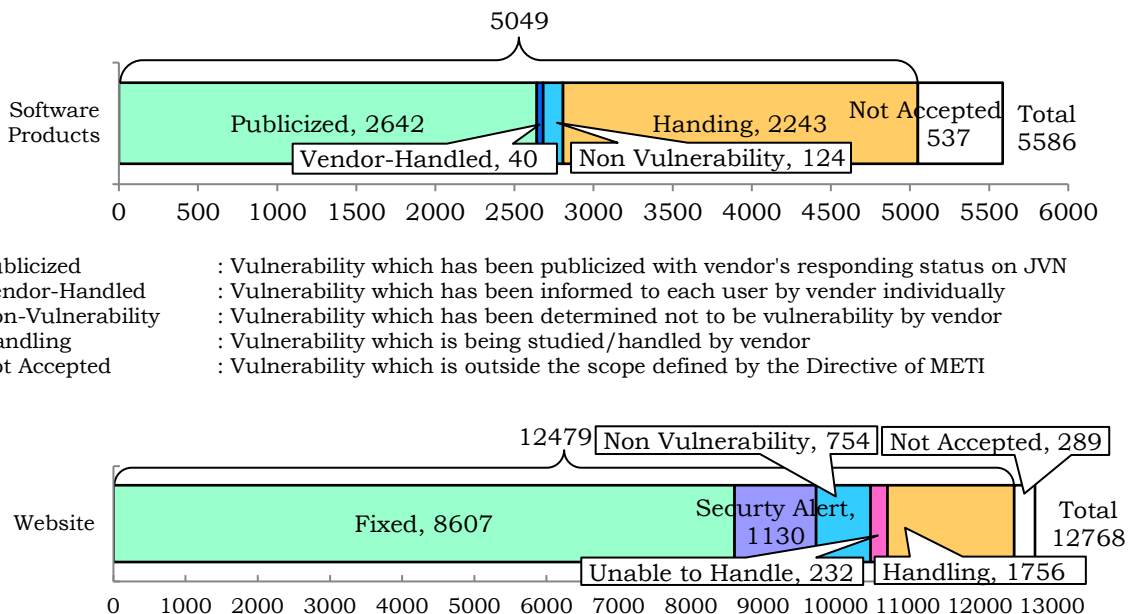 5049
Software
Products
Publicized, 2642
Handing, 2243
Not Accepted
537
Total
5586
Vendor-Handled, 40
Non Vulnerability, 124
0 500 1000 1500 2000 2500 3000 3500 4000 4500 5000 5500 6000
ublicized : Vulnerability which has been publicized with vendor's responding status on JVN
endor-Handled : Vulnerability which has been informed to each user by vender individually
on-Vulnerability : Vulnerability which has been determined not to be vulnerability by vendor
andling : Vulnerability which is being studied/handled by vendor
ot Accepted : Vulnerability which is outside the scope defined by the Directive of METI
12479
Non Vulnerability, 754
Not Accepted, 289
Website
Fixed, 8607
Securty Alert,
1130
Total
12768
Unable to Handle, 232
Handling, 1756
0 1000 2000 3000 4000 5000 6000 7000 8000 9000 10000 11000 12000 13000